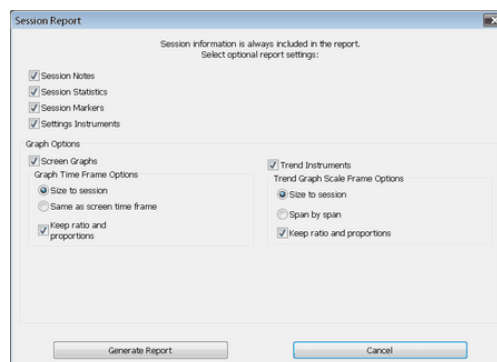 Session Report
Session information is always included in the report.
Select optional report settings:
Session Notes
Session Statistics
Session Markers
Settings Instruments
Graph Options
Screen Graphs
Graph Time Frame Options
Size to session
Same as screen time frame
Keep ratio and
proportions
Trend Instruments
Trend Graph Scale Frame Options
Size to session
Span by span
Keep ratio and proportions
Generate Report
Cancel